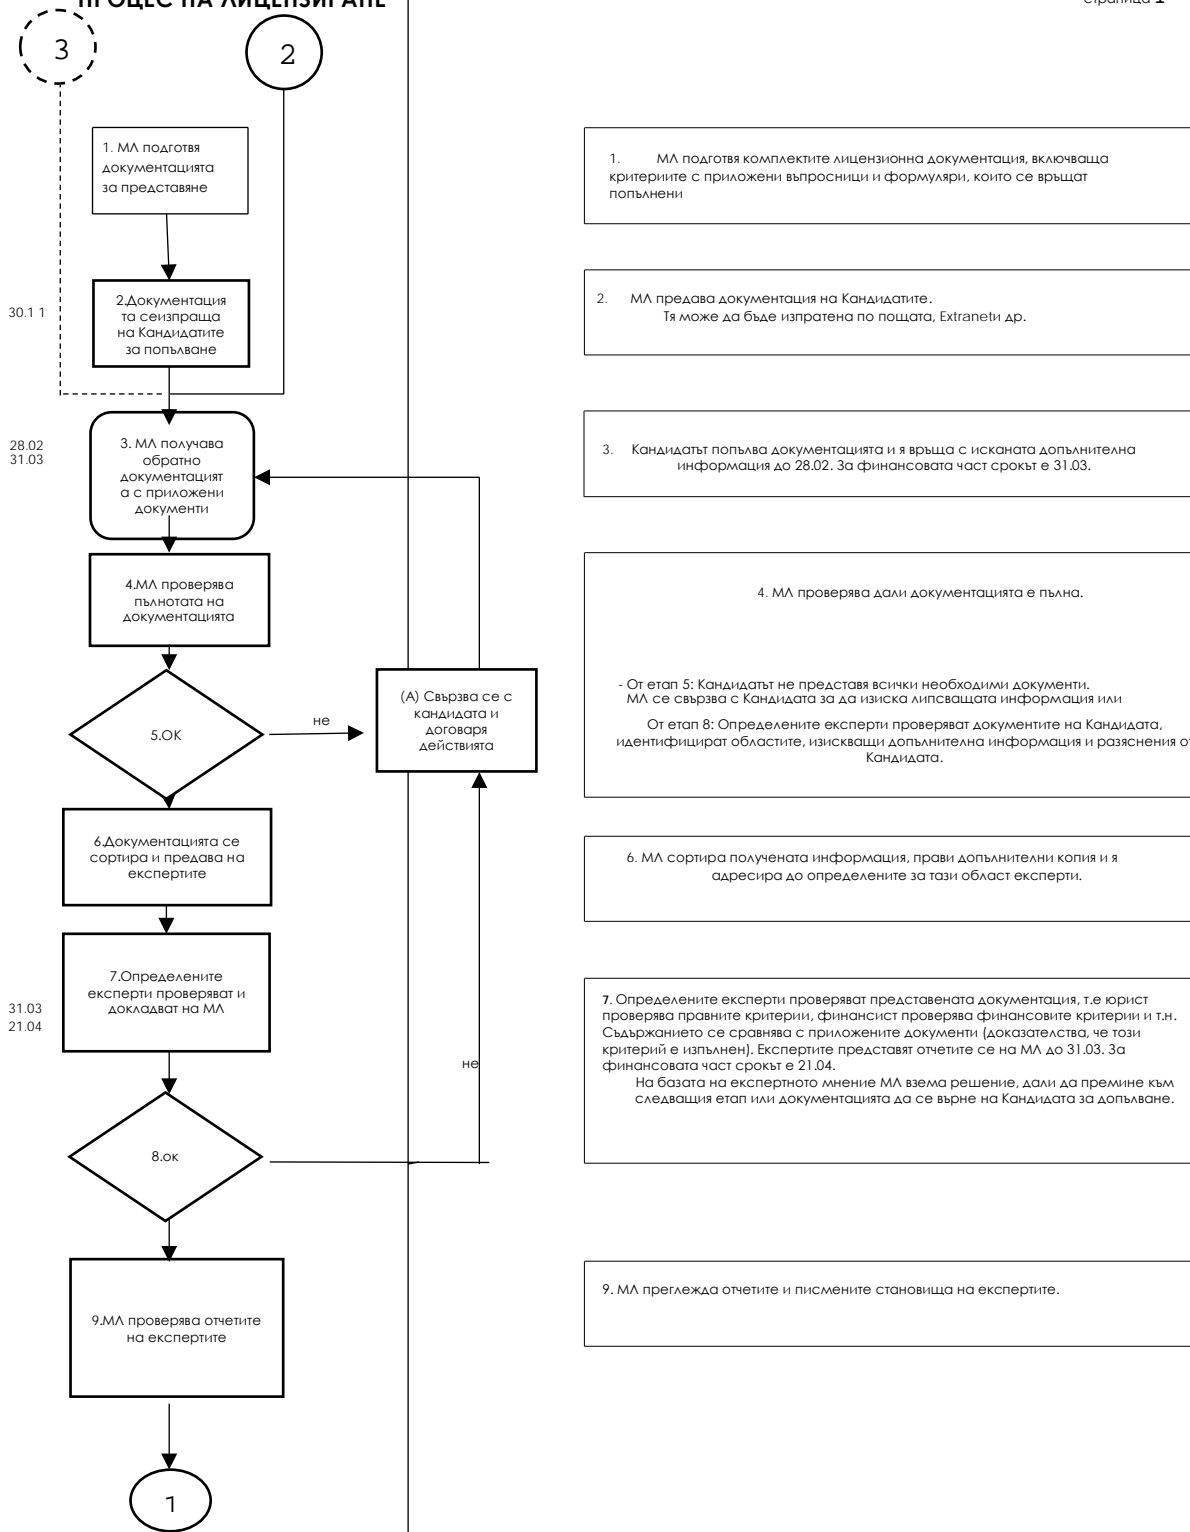 ПРОЦЕС НА ЛИЦЕНЗИРАНЕ
страница 1
3
2
1. МЛ подготвя
документацията
за представяне
1. МЛ подготвя комплектите лицензионна документация, включваща
критериите с приложени въпросници и формуляри, които се връщат
попълнени
30.1 1
2.Документация
та сеизпраща
на Кандидатите
за попълване
2. МЛ предава документация на Кандидатите.
Тя може да бъде изпратена по пощата, Extranetи др.
28.02
31.03
3. МЛ получава
обратно
документацият
а с приложени
документи
3. Кандидатът попълва документацията и я връща с исканата допълнителна
информация до 28.02. За финансовата част срокът е 31.03.
4.МЛ проверява
пълнотата на
документацията
4. МЛ проверява дали документацията е пълна.
- От етап 5: Кандидатът не представя всички необходими документи.
МЛ се свързва с Кандидата за да изиска липсващата информация или
От етап 8: Определените експерти проверяват документите на Кандидата,
идентифицират областите, изискващи допълнителна информация и разяснения от
Кандидата.
5.ОК
не
(А) Свързва се с
кандидата и
договаря
действията
6.Документацията се
сортира и предава на
експертите
6. МЛ сортира получената информация, прави допълнителни копия и я
адресира до определените за тази област експерти.
31.03
21.04
7.Определените
експерти проверяват и
докладват на МЛ
не
7. Определените експерти проверяват представената документация, т.е юрист
проверява правните критерии, финансист проверява финансовите критерии и т.н.
Съдържанието се сравнява с приложените документи (доказателства, че този
критерий е изпълнен). Експертите представят отчетите се на МЛ до 31.03. За
финансовата част срокът е 21.04.
На базата на експертното мнение МЛ взема решение, дали да премине към
следващия етап или документацията да се върне на Кандидата за допълване.
8.ок
9.МЛ проверява отчетите
на експертите
9. МЛ преглежда отчетите и писмените становища на експертите.
1